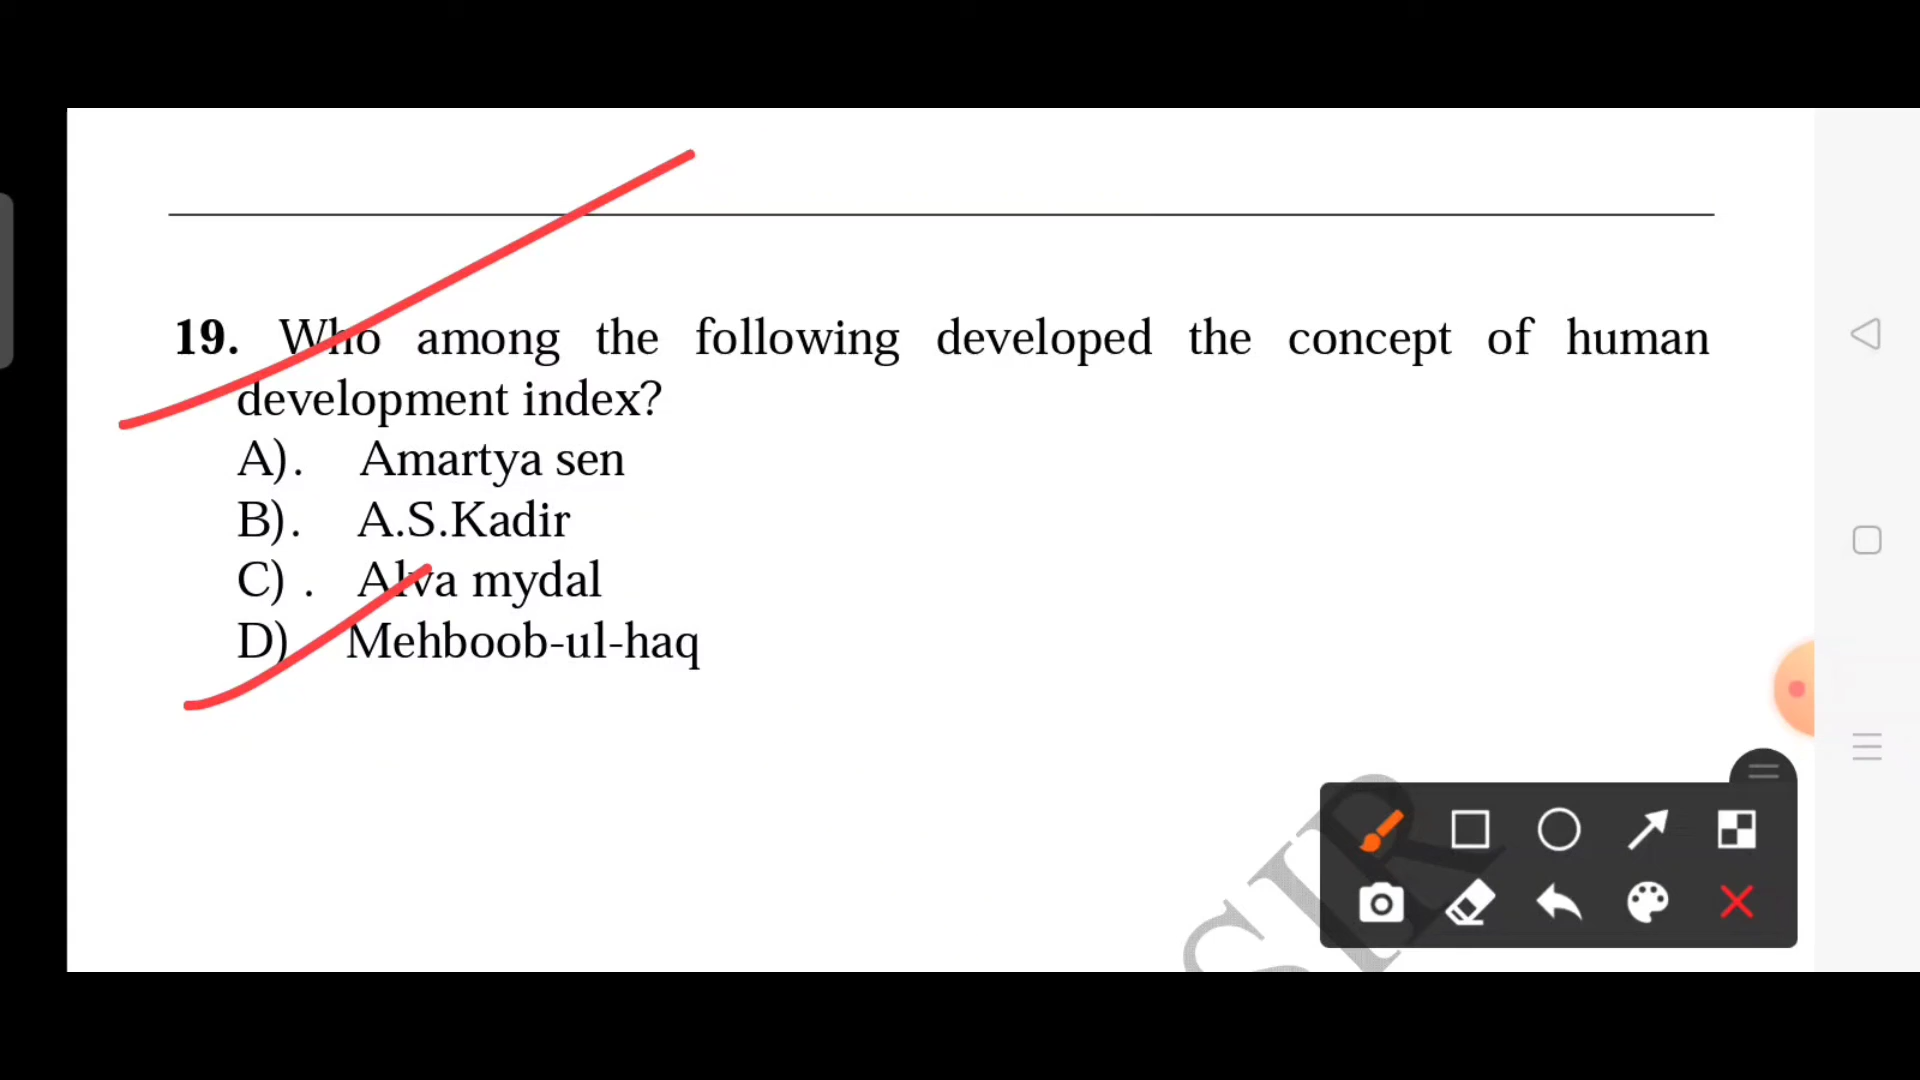 19. Who among the following developed the concept of human
development index?
A). Amartya sen
B). A.S.Kadir
C) . Alva mydal
D) Mehboob-ul-haq
SIR